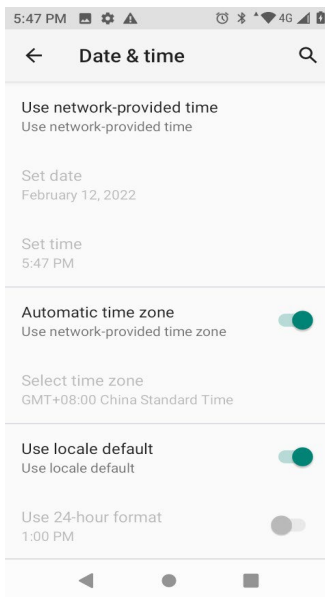 5:47 PM 4G
Date & time
Use network-provided time
Use network-provided time
Set date
February 12, 2022
Set time
5:47 PM
Automatic time zone
Use network-provided time zone
Select time zone
GMT+08:00 China Standard Time
Use locale default
Use locale default
Use 24-hour format
1:00 PM